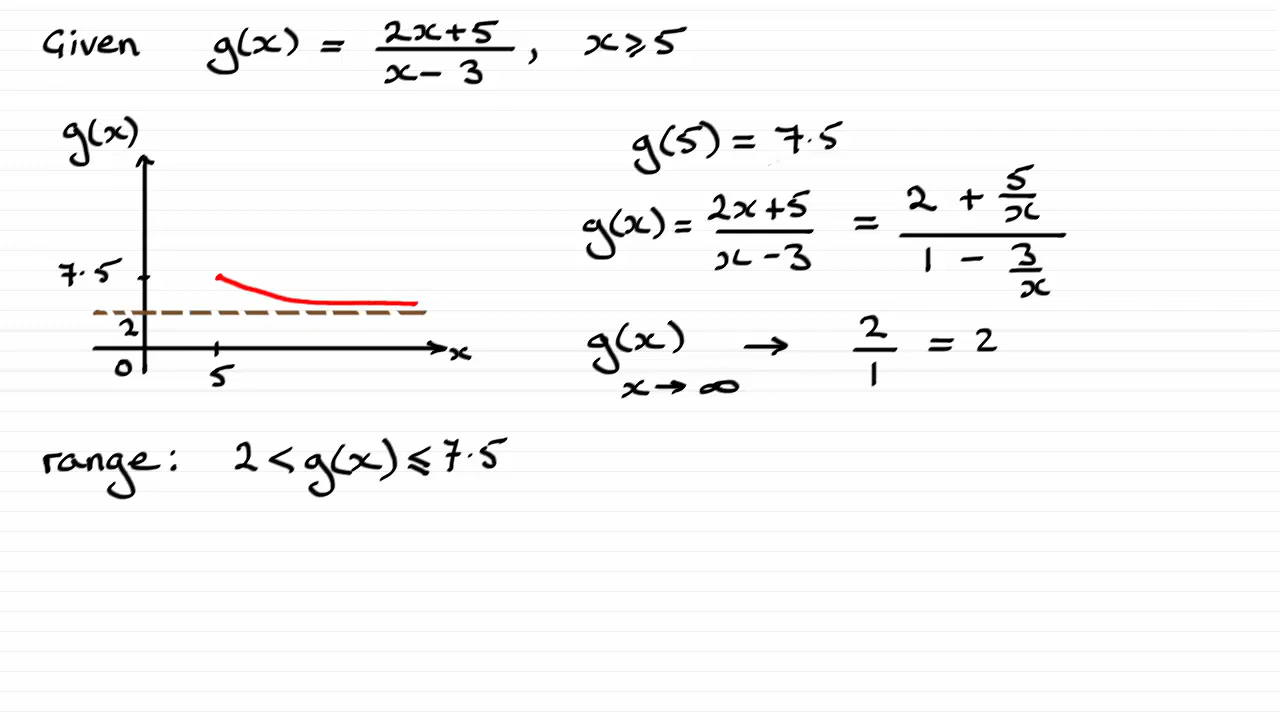 Given g(x) = 2x+5 / x-3 , x ⩾ 5
g(x)
g(5) = 7.5
g(x) = 2x+5 / x-3 = 2 + 5/x / 1 - 3/x
7.5
2
0
5
x
g(x) → 2/1 = 2
x → ∞
range: 2 < g(x) ⩽ 7.5